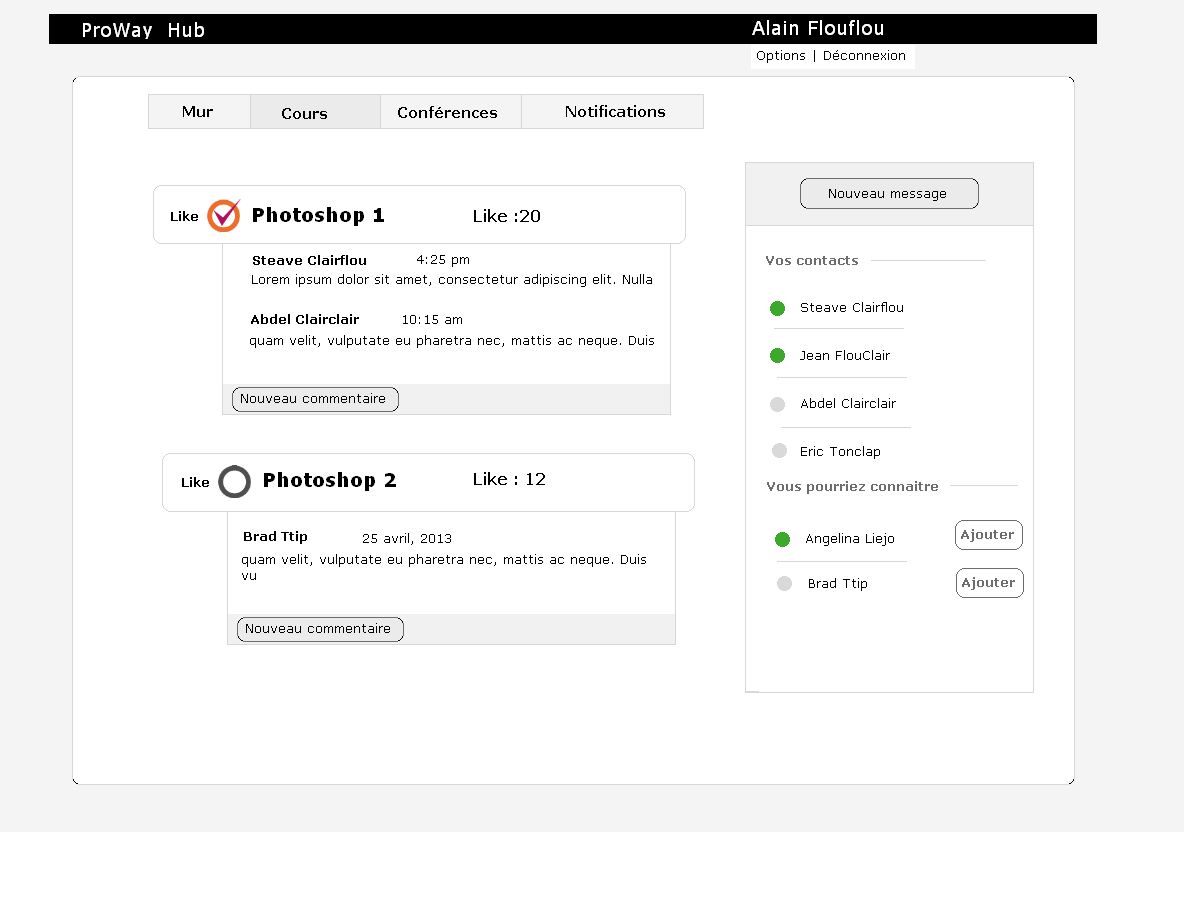 ProWay Hub
Alain Flouflou
Options | Déconnexion
Mur
Cours
Conférences
Notifications
Like
Photoshop 1
Like :20
Steave Clairflou
4:25 pm
Lorem ipsum dolor sit amet, consectetur adipiscing elit. Nulla
Abdel Clairclair
10:15 am
quam velit, vulputate eu pharetra nec, mattis ac neque. Duis
Nouveau commentaire
Like
Photoshop 2
Like : 12
Brad Ttip
25 avril, 2013
quam velit, vulputate eu pharetra nec, mattis ac neque. Duis
vu
Nouveau commentaire
Nouveau message
Vos contacts
Steave Clairflou
Jean FlouClair
Abdel Clairclair
Eric Tonclap
Vous pourriez connaitre
Angelina Liejo
Ajouter
Brad Ttip
Ajouter